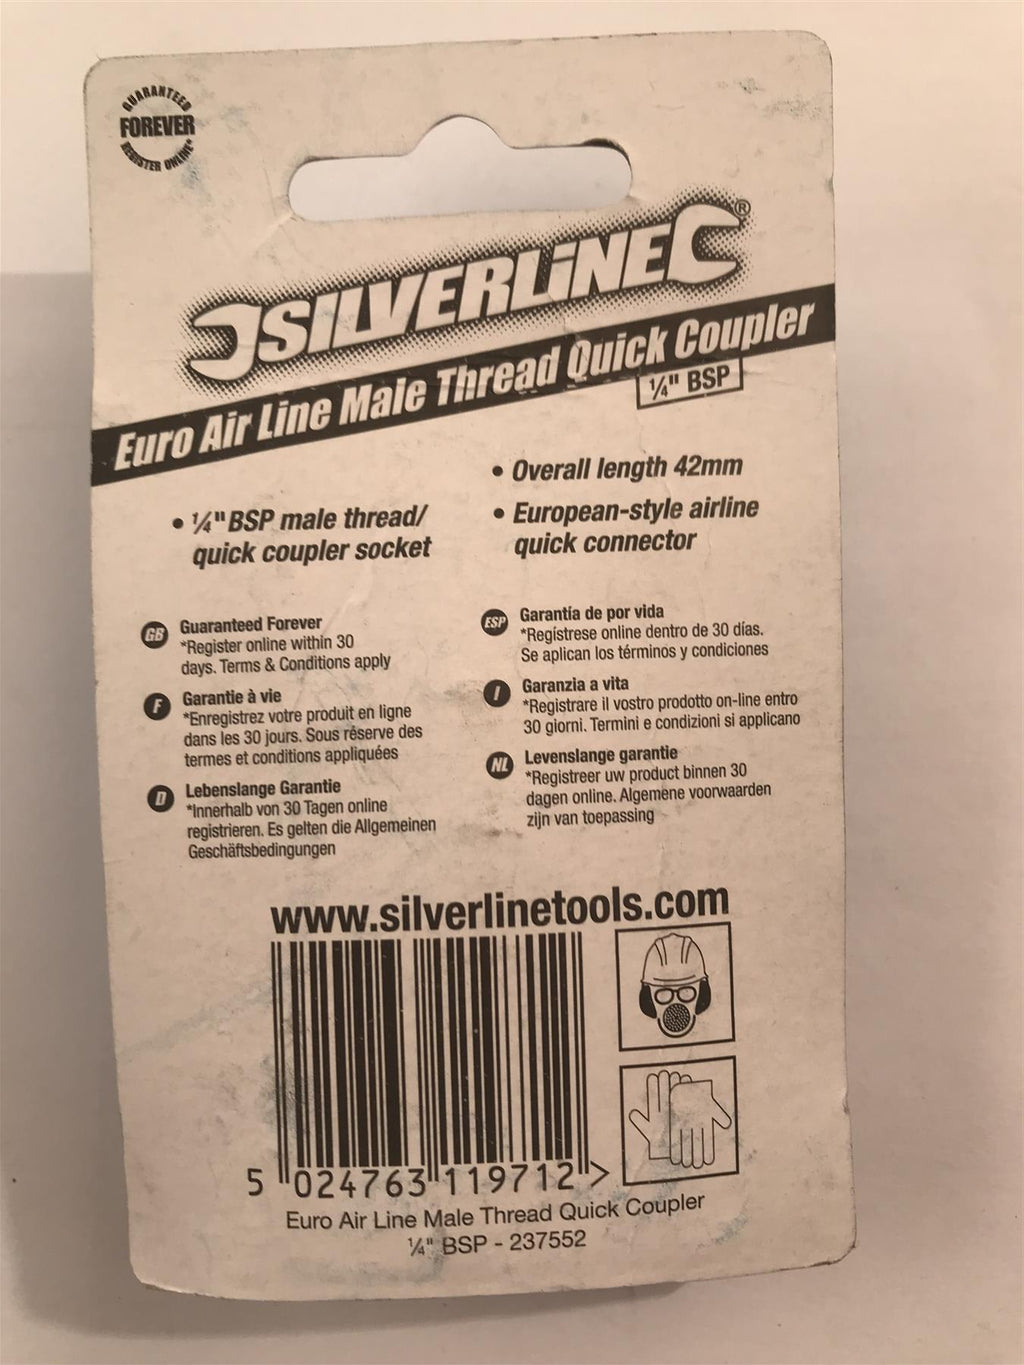 GUARANTEED
FOREVER
REGISTER ONLINE*
SILVERLiNE®
Euro Air Line Male Thread Quick Coupler
¼" BSP
• ¼" BSP male thread/
quick coupler socket
• Overall length 42mm
• European-style airline
quick connector
GB Guaranteed Forever
*Register online within 30
days. Terms & Conditions apply
F Garantie à vie
*Enregistrez votre produit en ligne
dans les 30 jours. Sous réserve des
termes et conditions appliquées
D Lebenslange Garantie
*Innerhalb von 30 Tagen online
registrieren. Es gelten die Allgemeinen
Geschäftsbedingungen
ESP Garantía de por vida
*Regístrese online dentro de 30 días.
Se aplican los términos y condiciones
I Garanzia a vita
*Registrare il vostro prodotto on-line entro
30 giorni. Termini e condizioni si applicano
NL Levenslange garantie
*Registreer uw product binnen 30
dagen online. Algemene voorwaarden
zijn van toepassing
www.silverlinetools.com
5 024763 119712 >
Euro Air Line Male Thread Quick Coupler
¼" BSP - 237552